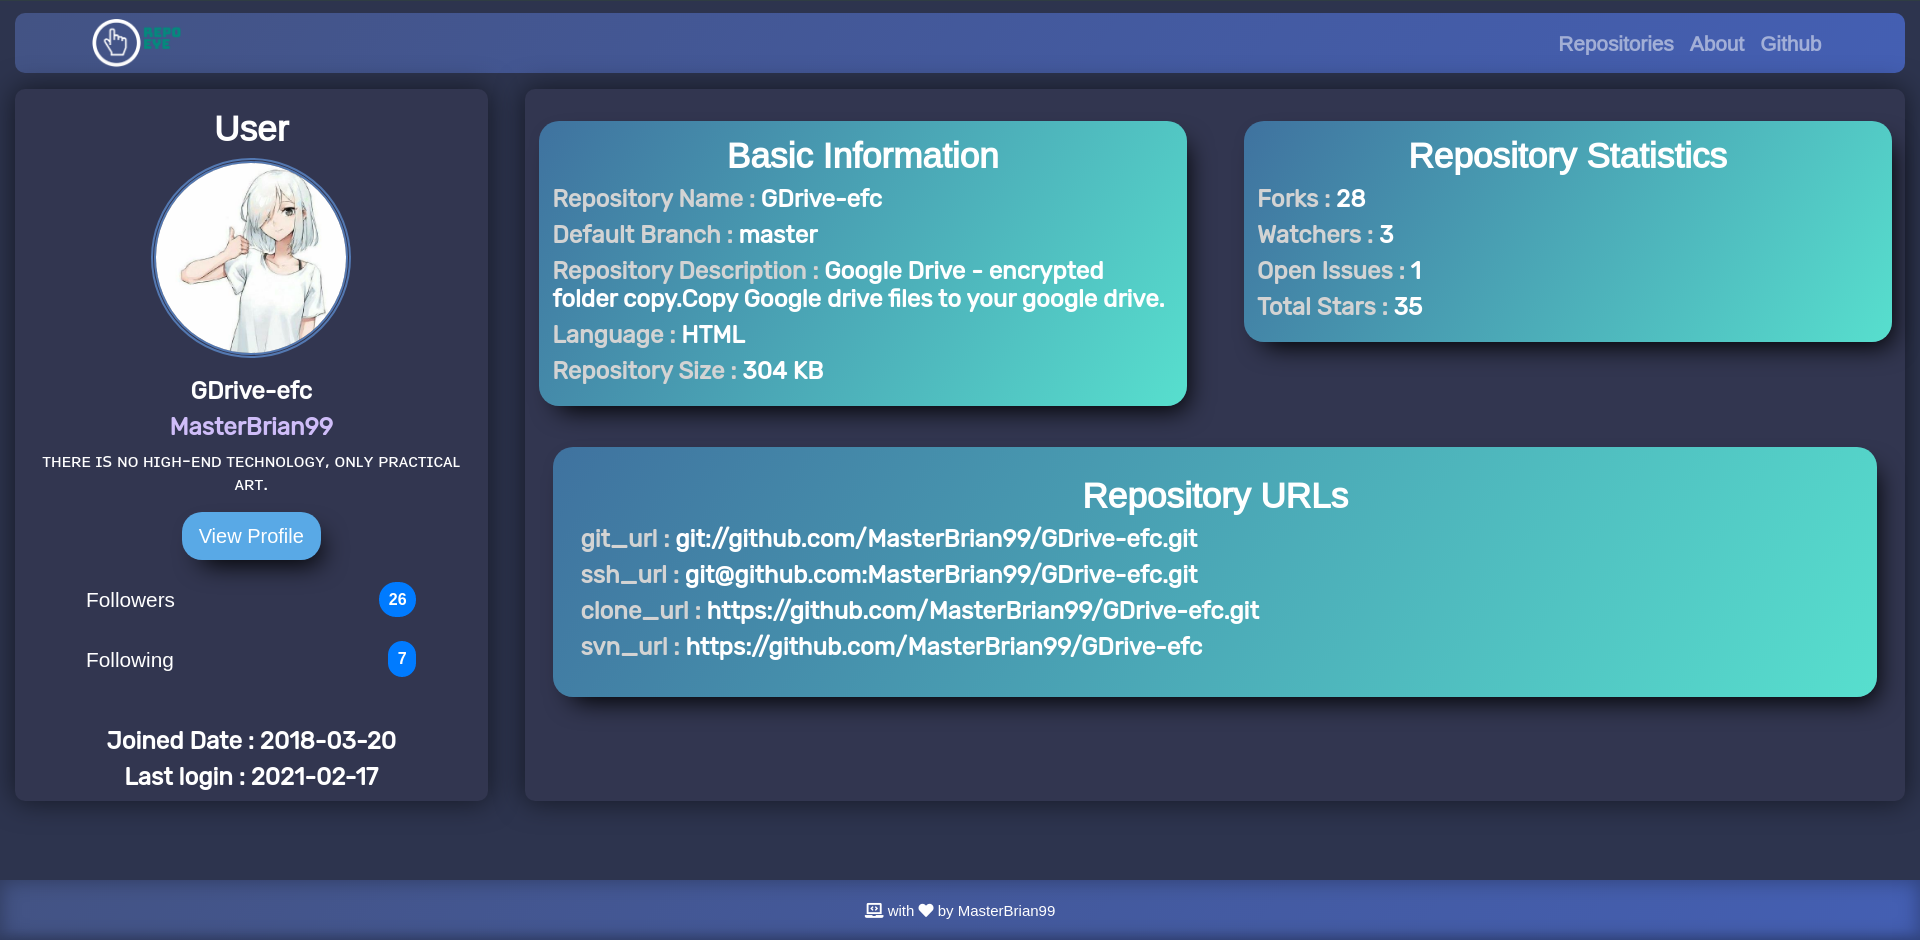 REPO
EYE
Repositories About Github
User
GDrive-efc
MasterBrian99
THERE IS NO HIGH-END TECHNOLOGY, ONLY PRACTICAL
ART.
View Profile
Followers 26
Following 7
Joined Date : 2018-03-20
Last login : 2021-02-17
Basic Information
Repository Name : GDrive-efc
Default Branch : master
Repository Description : Google Drive - encrypted
folder copy.Copy Google drive files to your google drive.
Language : HTML
Repository Size : 304 KB
Repository Statistics
Forks : 28
Watchers : 3
Open Issues : 1
Total Stars : 35
Repository URLs
git_url : git://github.com/MasterBrian99/GDrive-efc.git
ssh_url : git@github.com:MasterBrian99/GDrive-efc.git
clone_url : https://github.com/MasterBrian99/GDrive-efc.git
svn_url : https://github.com/MasterBrian99/GDrive-efc
with by MasterBrian99